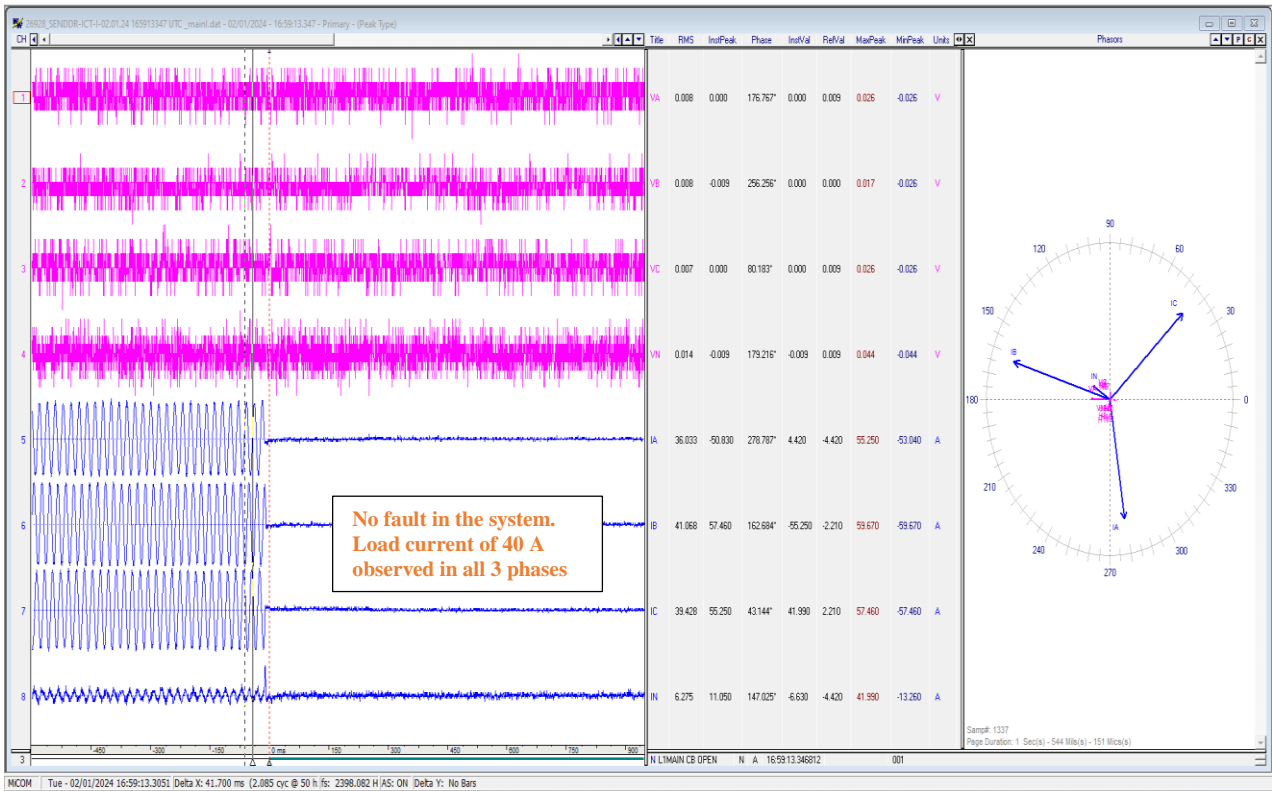 26928_SENDDR-ICT-I-02.01.24 165913347 UTC _mainI.dat - 02/01/2024 - 16:59:13.347 - Primary - (Peak Type)
CH Title RMS InstPeak Phase InstVal RefVal MaxPeak MinPeak Units Phasors P C X
1 VA 0.008 0.000 176.767° 0.000 0.009 0.026 -0.026 V
2 VB 0.008 -0.009 256.256° 0.000 0.000 0.017 -0.026 V
3 VC 0.007 0.000 80.183° 0.000 0.009 0.026 -0.026 V
4 VN 0.014 -0.009 179.216° -0.009 0.009 0.044 -0.044 V
5 IA 36.033 -50.830 278.787° 4.420 -4.420 55.250 -53.040 A
6 IB 41.068 57.460 162.684° -55.250 -2.210 59.670 -59.670 A
7 IC 39.428 55.250 43.144° 41.990 2.210 57.460 -57.460 A
8 IN 6.275 11.050 147.025° -6.630 -4.420 41.990 -13.260 A
No fault in the system.
Load current of 40 A
observed in all 3 phases
90
120 60
IC
150 30
IB
IN
180 0
210 330
IA
240 300
270
Samp#: 1337
Page Duration: 1 Sec(s) - 544 Mils(s) - 151 Mics(s)
-450 -300 -150 0 ms 150 300 450 600 750 900
3 N L1MAIN CB OPEN N A 16:59:13.346812 001
MiCOM Tue - 02/01/2024 16:59:13.3051 Delta X: 41.700 ms (2.085 cyc @ 50 h fs: 2398.082 H AS: ON Delta Y: No Bars